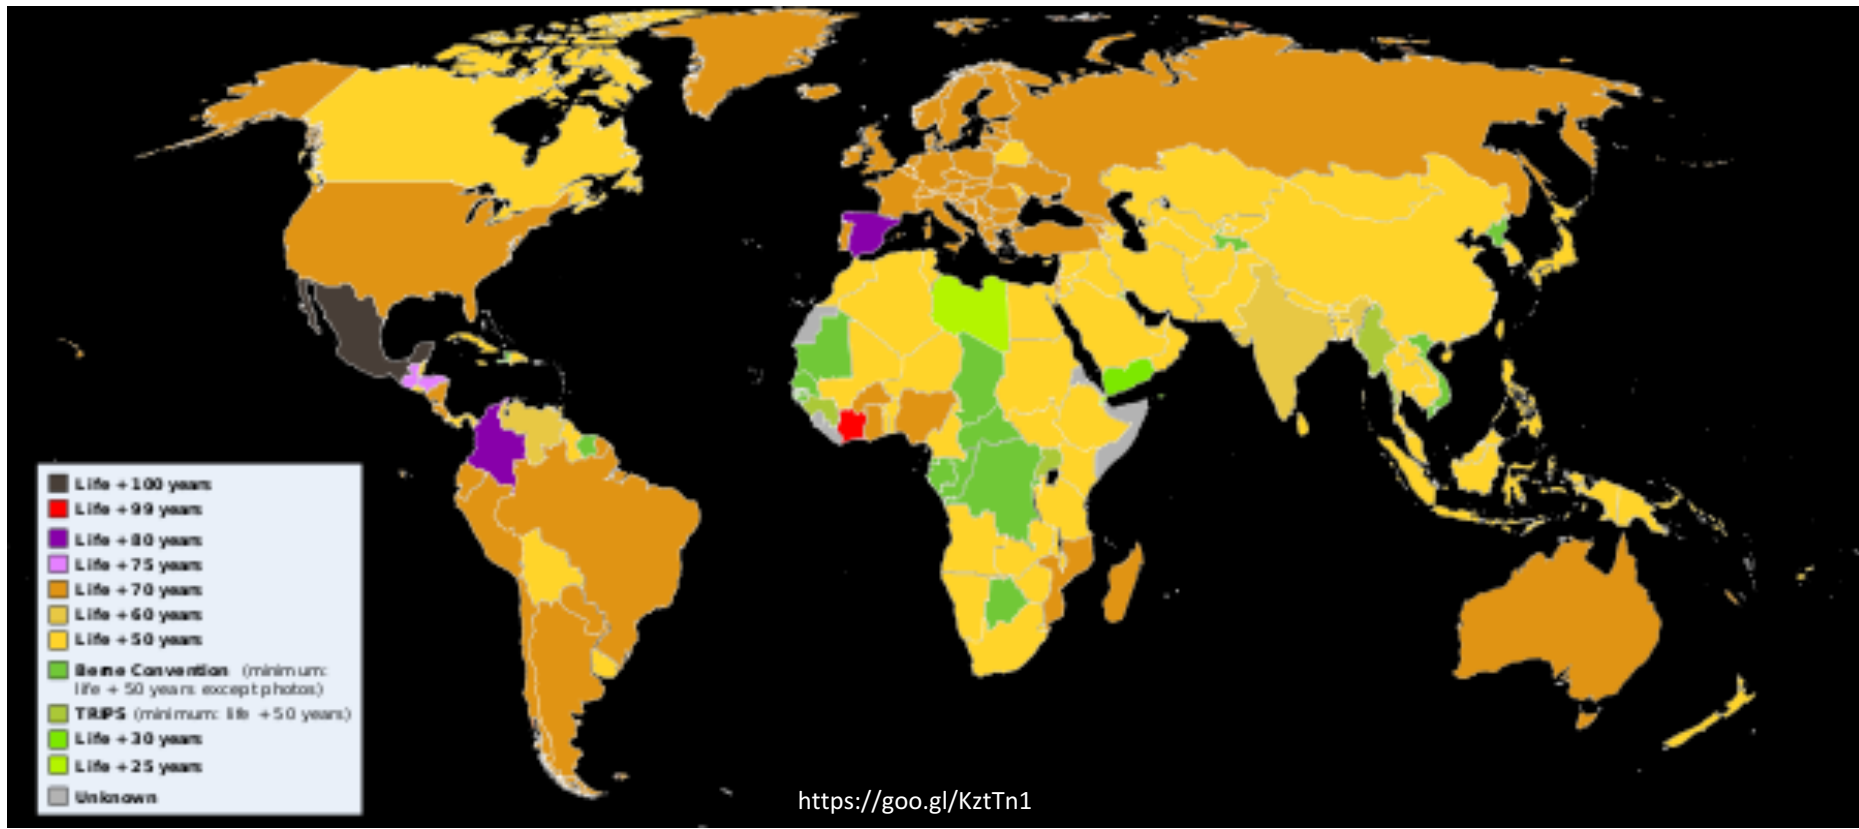 Life +100 years
Life +99 years
Life +80 years
Life +75 years
Life +70 years
Life +60 years
Life +50 years
Berne Convention (minimum:
life + 50 years except photos)
TRIPS (minimum: life +50 years)
Life +30 years
Life +25 years
Unknown
https://goo.gl/KztTn1